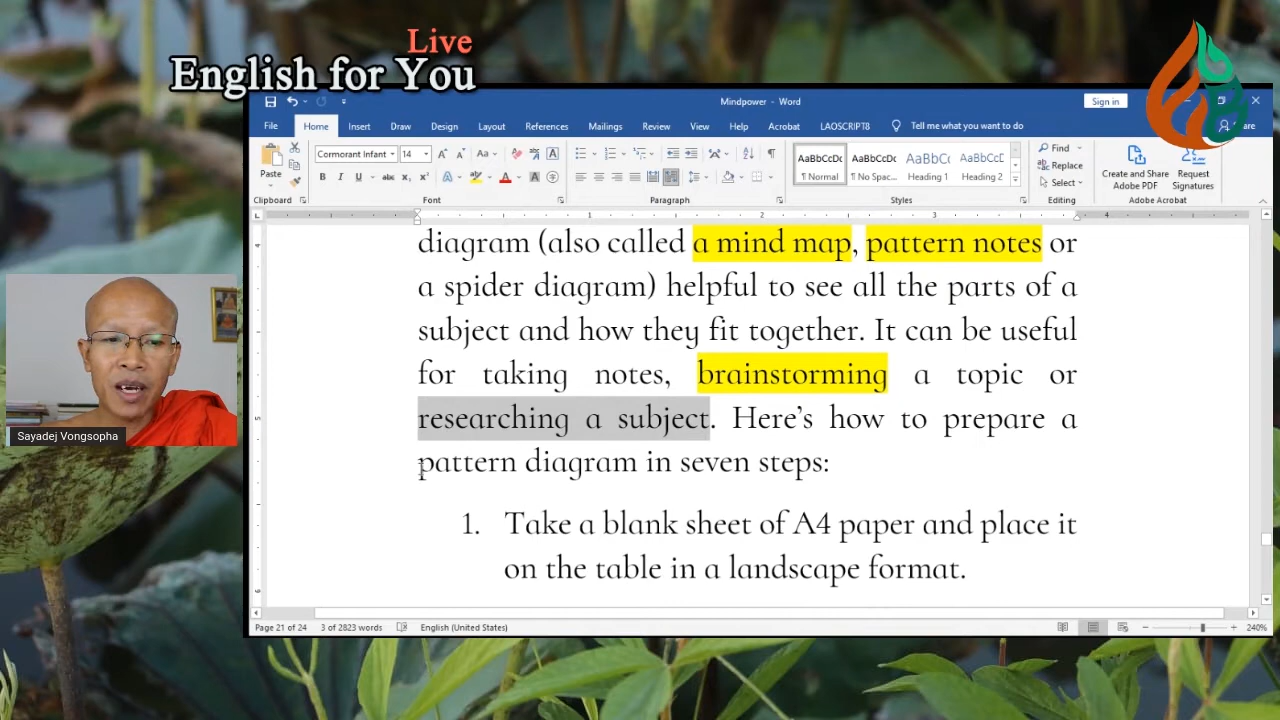 Live
English for You
Mindpower - Word
Sign in
File Home Insert Draw Design Layout References Mailings Review View Help Acrobat LAOSCRIPT8 Tell me what you want to do
Paste
Clipboard
Cormorant Infant 14
Font
Paragraph
AaBbCcDc AaBbCcDc AaBbCc AaBbCcD
¶ Normal ¶ No Spac... Heading 1 Heading 2
Styles
Find
Replace
Select
Editing
Create and Share Adobe PDF
Request Signatures
Adobe Acrobat
1 2 3 4
diagram (also called a mind map, pattern notes or
a spider diagram) helpful to see all the parts of a
subject and how they fit together. It can be useful
for taking notes, brainstorming a topic or
researching a subject. Here's how to prepare a
pattern diagram in seven steps:
1. Take a blank sheet of A4 paper and place it
on the table in a landscape format.
Sayadej Vongsopha
Page 21 of 24 3 of 2823 words English (United States) 240%